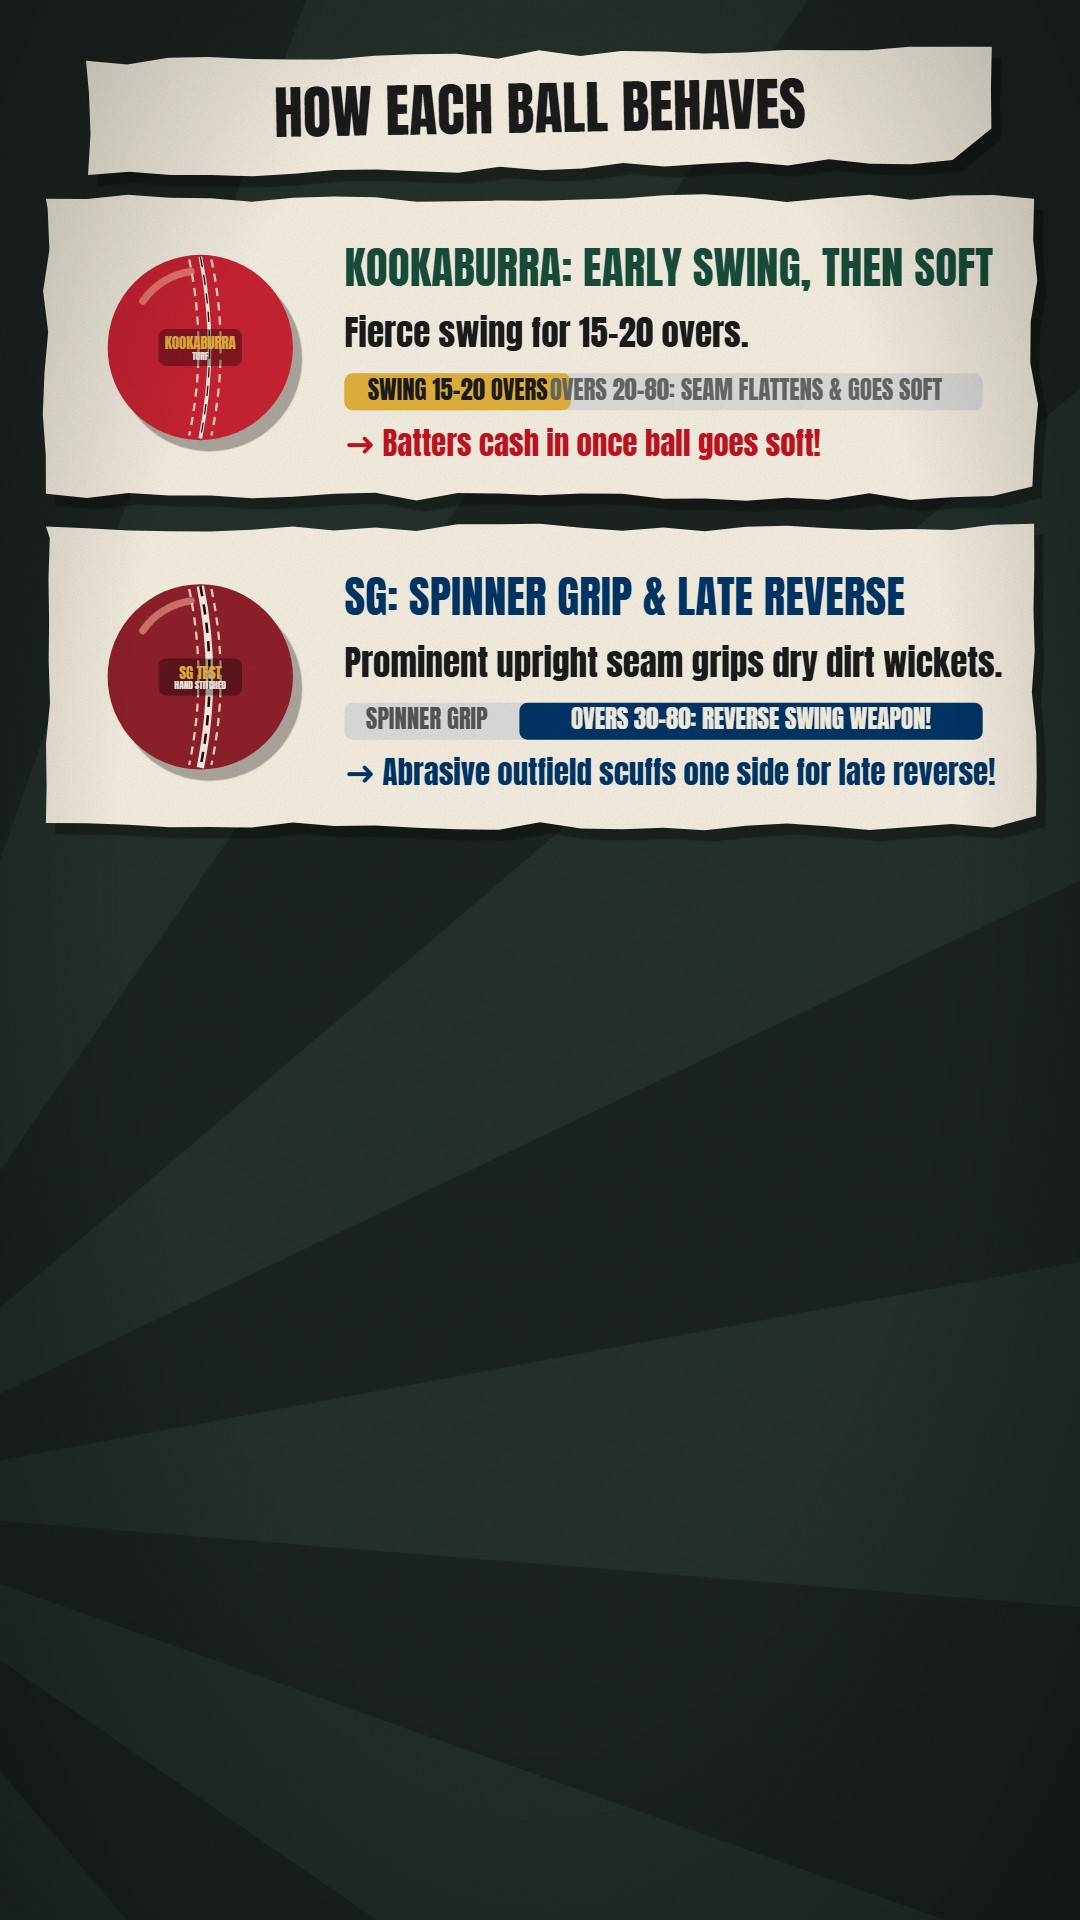 HOW EACH BALL BEHAVES
KOOKABURRA: EARLY SWING, THEN SOFT
Fierce swing for 15-20 overs.
SWING 15-20 OVERS OVERS 20-80: SEAM FLATTENS & GOES SOFT
→ Batters cash in once ball goes soft!
KOOKABURRA
TURF
SG: SPINNER GRIP & LATE REVERSE
Prominent upright seam grips dry dirt wickets.
SPINNER GRIP OVERS 30-80: REVERSE SWING WEAPON!
→ Abrasive outfield scuffs one side for late reverse!
SG TEST
HAND STITCHED